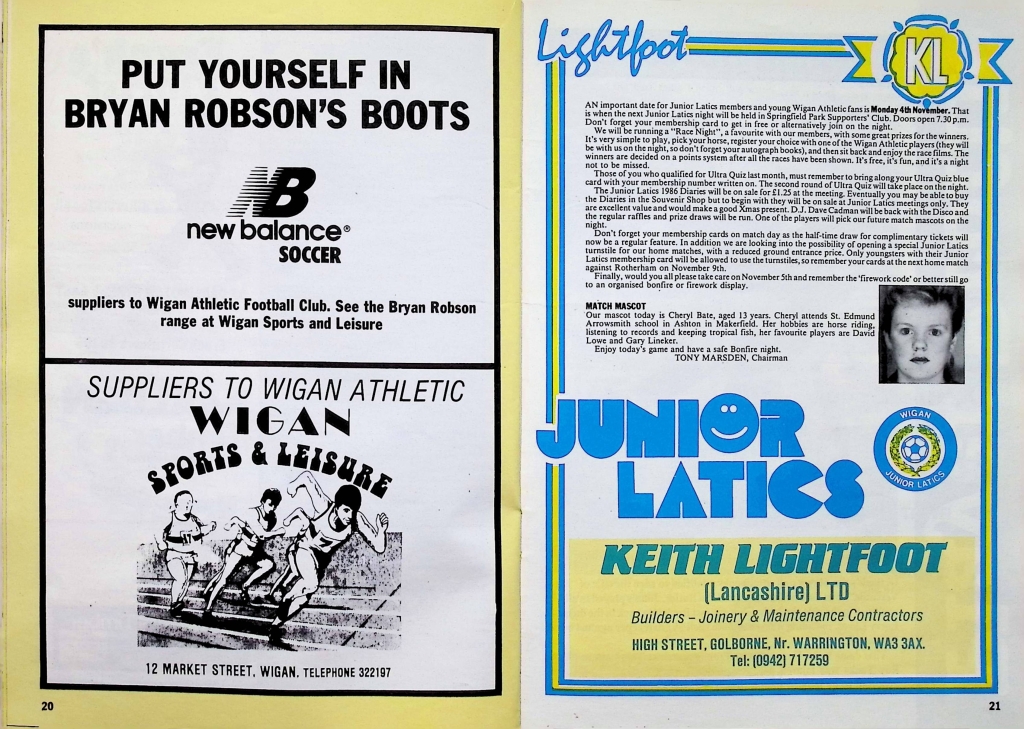 PUT YOURSELF IN
BRYAN ROBSON'S BOOTS
NB
new balance®
SOCCER
suppliers to Wigan Athletic Football Club. See the Bryan Robson
range at Wigan Sports and Leisure
SUPPLIERS TO WIGAN ATHLETIC
WIGAN
SPORTS & LEISURE
12 MARKET STREET, WIGAN, TELEPHONE 322197
20
Lightfoot
KL
AN important date for Junior Latics members and young Wigan Athletic fans is Monday 4th November. That
is when the next Junior Latics night will be held in Springfield Park Supporters' Club. Doors open 7.30 p.m.
Don't forget your membership card to get in free or alternatively join on the night.
We will be running a "Race Night", a favourite with our members, with some great prizes for the winners.
It's very simple to play, pick your horse, register your choice with one of the Wigan Athletic players (they will
be with us on the night, so don't forget your autograph books), and then sit back and enjoy the race films. The
winners are decided on a points system after all the races have been shown. It's free, it's fun, and it's a night
not to be missed.
Those of you who qualified for Ultra Quiz last month, must remember to bring along your Ultra Quiz blue
card with your membership number written on. The second round of Ultra Quiz will take place on the night.
The Junior Latics 1986 Diaries will be on sale for £1.25 at the meeting. Eventually you may be able to buy
the Diaries in the Souvenir Shop but to begin with they will be on sale at Junior Latics meetings only. They
are excellent value and would make a good Xmas present. D.J. Dave Cadman will be back with the Disco and
the regular raffles and prize draws will be run. One of the players will pick our future match mascots on the
night.
Don't forget your membership cards on match day as the half-time draw for complimentary tickets will
now be a regular feature. In addition we are looking into the possibility of opening a special Junior Latics
turnstile for our home matches, with a reduced ground entrance price. Only youngsters with their Junior
Latics membership card will be allowed to use the turnstiles, so remember your cards at the next home match
against Rotherham on November 9th.
Finally, would you all please take care on November 5th and remember the 'firework code' or better still go
to an organised bonfire or firework display.
MATCH MASCOT
Our mascot today is Cheryl Bate, aged 13 years. Cheryl attends St. Edmund
Arrowsmith school in Ashton in Makerfield. Her hobbies are horse riding,
listening to records and keeping tropical fish, her favourite players are David
Lowe and Gary Lineker.
Enjoy today's game and have a safe Bonfire night.
TONY MARSDEN, Chairman
JUNIOR
LATICS
WIGAN
JUNIOR LATICS
KEITH LIGHTFOOT
(Lancashire) LTD
Builders – Joinery & Maintenance Contractors
HIGH STREET, GOLBORNE, Nr. WARRINGTON, WA3 3AX.
Tel: (0942) 717259
21